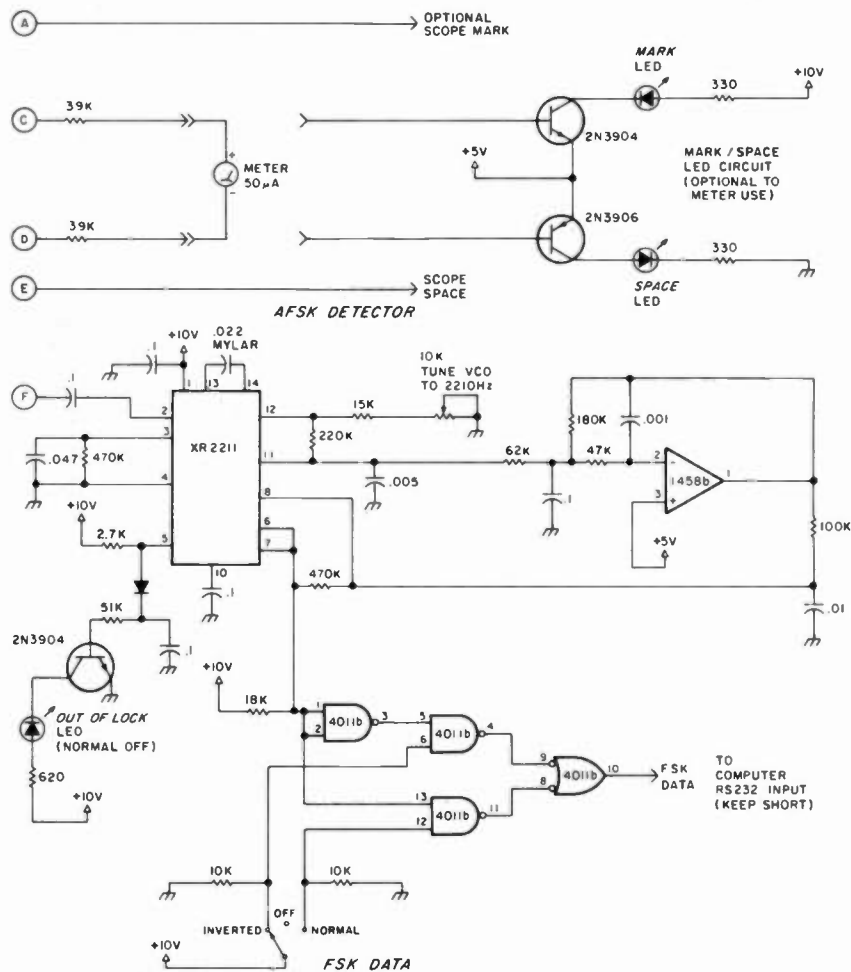 A
OPTIONAL
SCOPE MARK
MARK
LED
330
+10V
C
39K
+
METER
50µA
-
2N3904
+5V
MARK / SPACE
LED CIRCUIT
(OPTIONAL TO
METER USE)
2N3906
D
39K
330
SPACE
LED
E
SCOPE
SPACE
AFSK DETECTOR
+10V
.022
MYLAR
.1
10K
TUNE VCO
TO 2210Hz
F
.1
1
13
14
2
12
15K
3
XR2211
220K
180K
.001
.047
470K
11
62K
47K
2
-
1458b
1
4
8
.005
.1
3
+
+10V
6
+5V
100K
2.7K
5
7
10
470K
.1
.01
51K
2N3904
.1
+10V
18K
1
2
4011b
3
5
6
4011b
4
OUT OF LOCK
LED
(NORMAL OFF)
9
8
4011b
10
FSK
DATA
TO
COMPUTER
RS232 INPUT
(KEEP SHORT)
620
13
12
4011b
11
+10V
10K
10K
OFF
INVERTED
NORMAL
+10V
FSK DATA